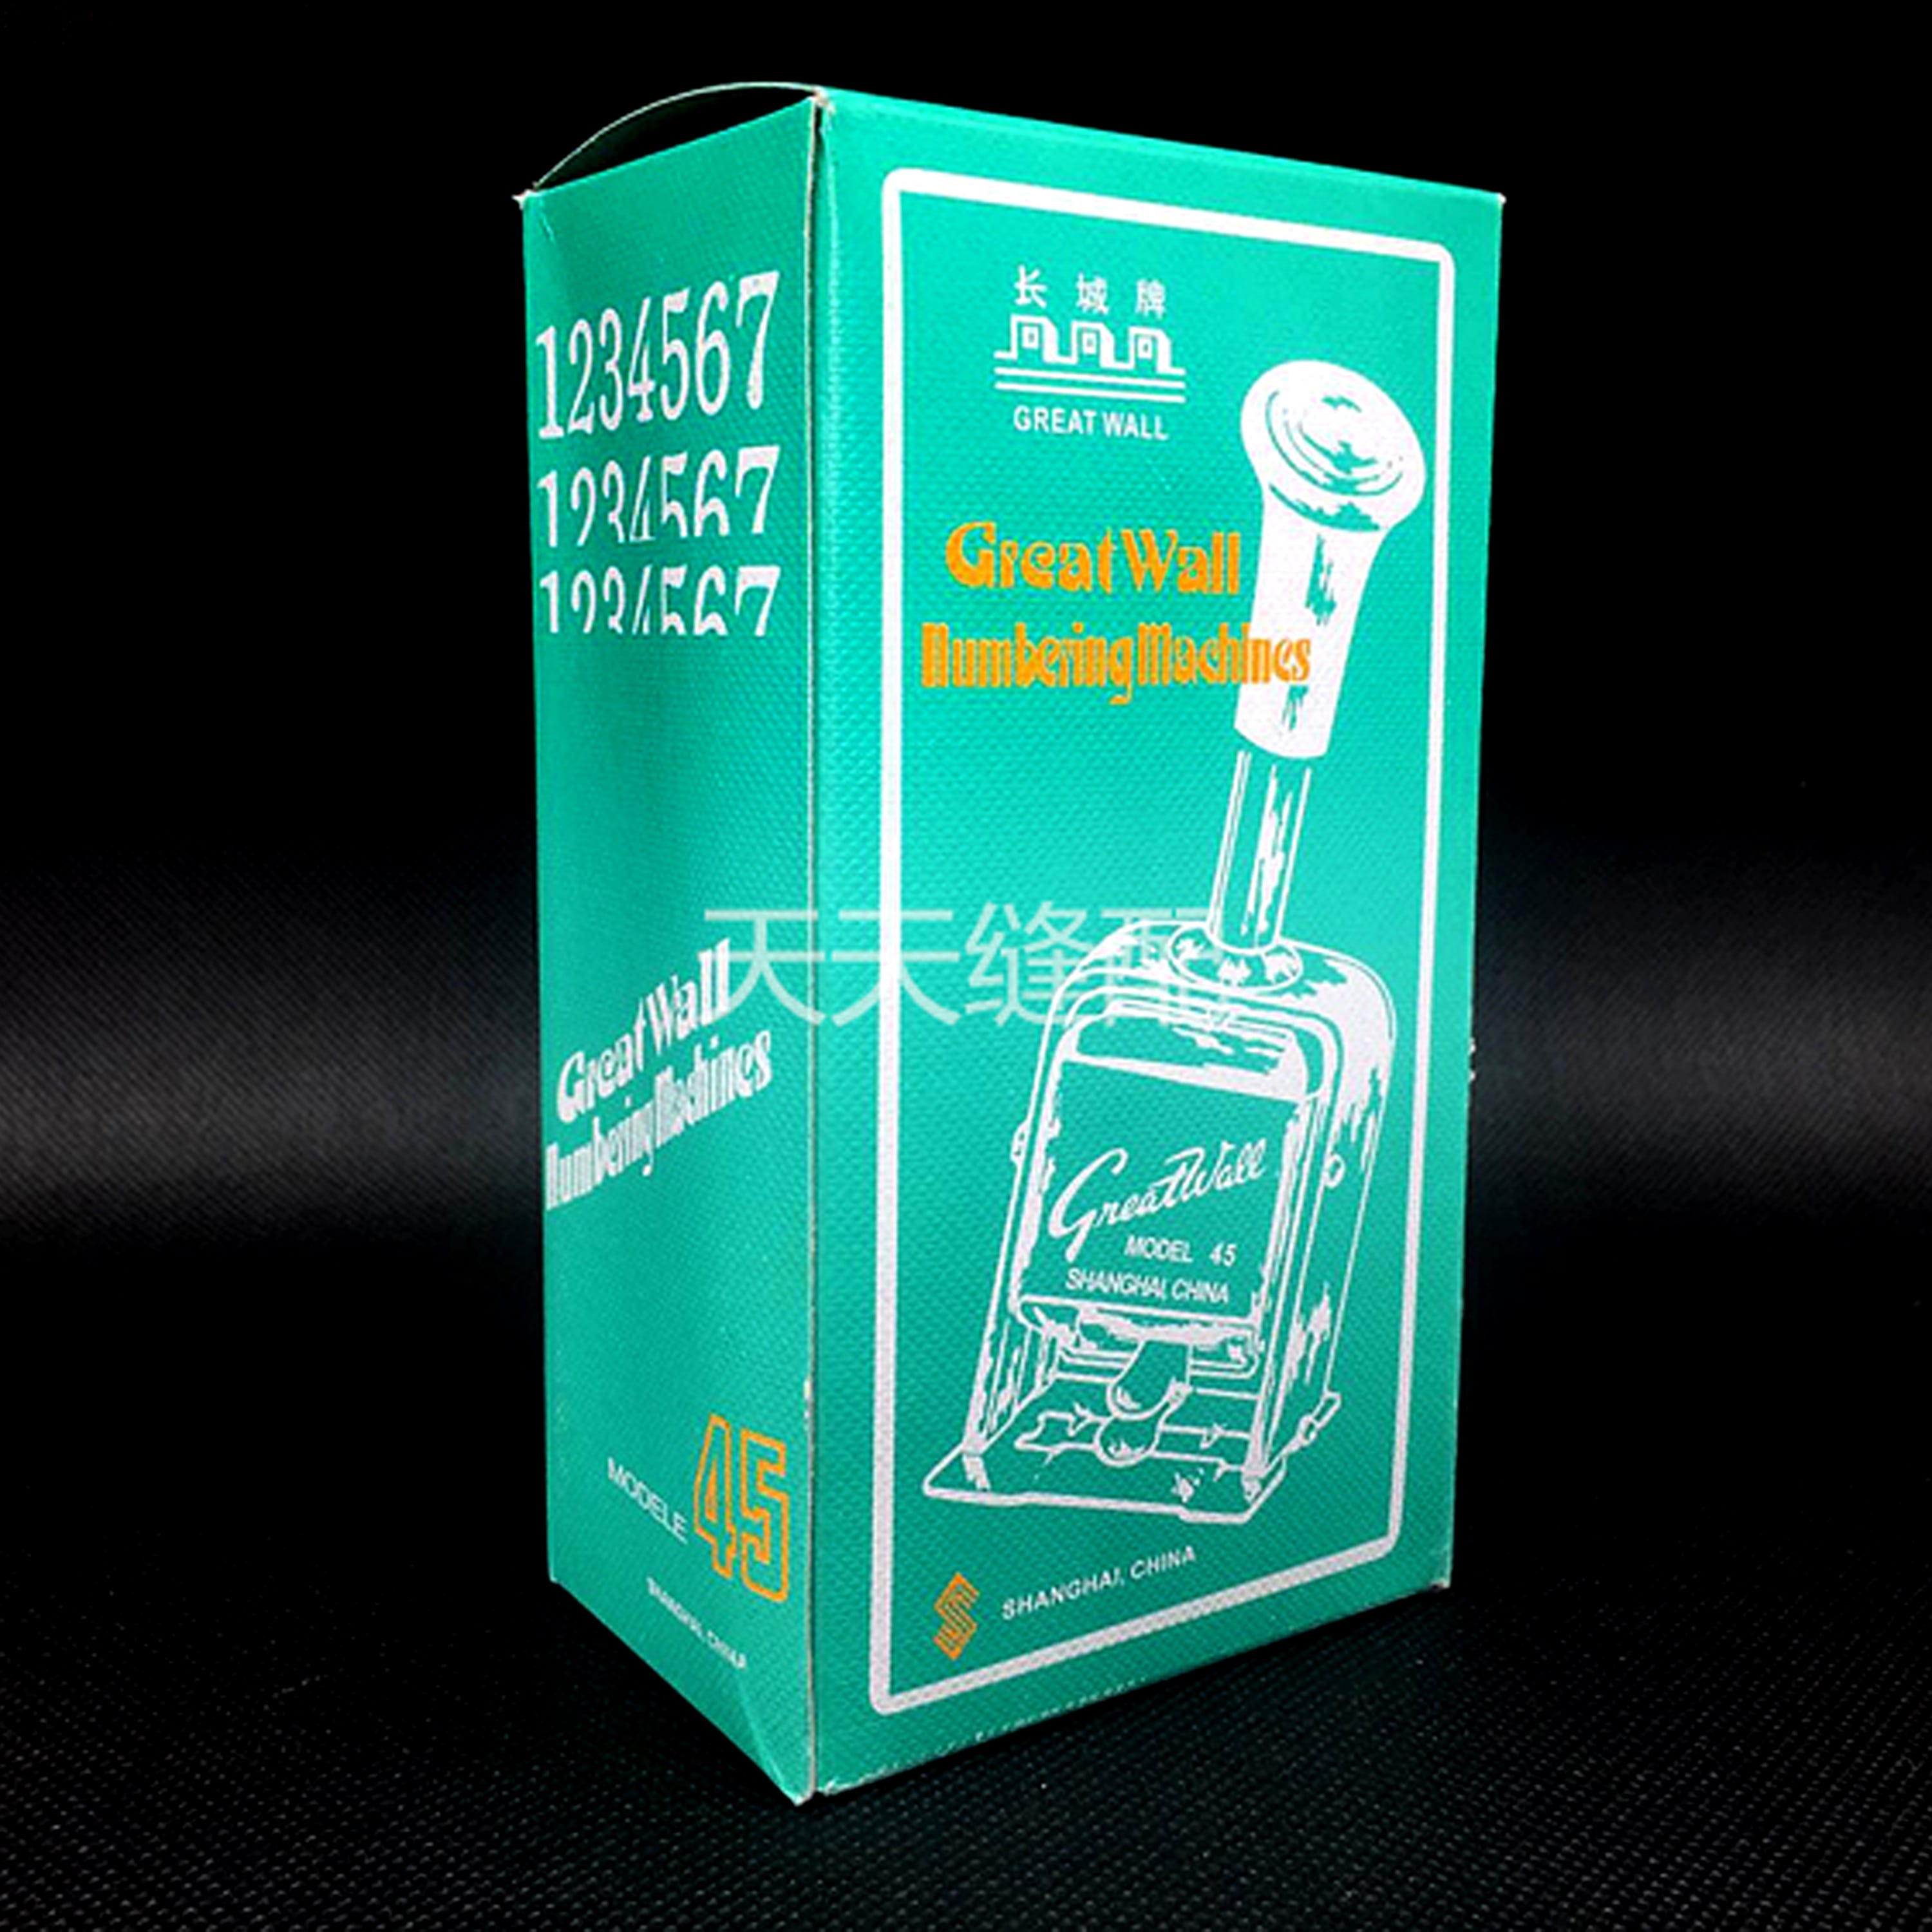 1234567
1234567
1234567
Great Wall
Numbering Machines
MODELE 45
SHANGHAI, CHINA
长城牌
GREAT WALL
Great Wall
Numbering Machines
天天缝配
Great Wall
MODEL 45
SHANGHAI, CHINA
SHANGHAI, CHINA